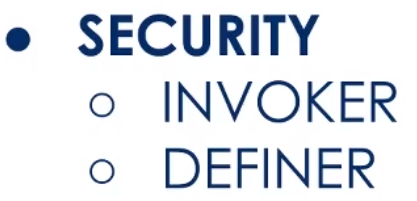 ● SECURITY
○ INVOKER
○ DEFINER